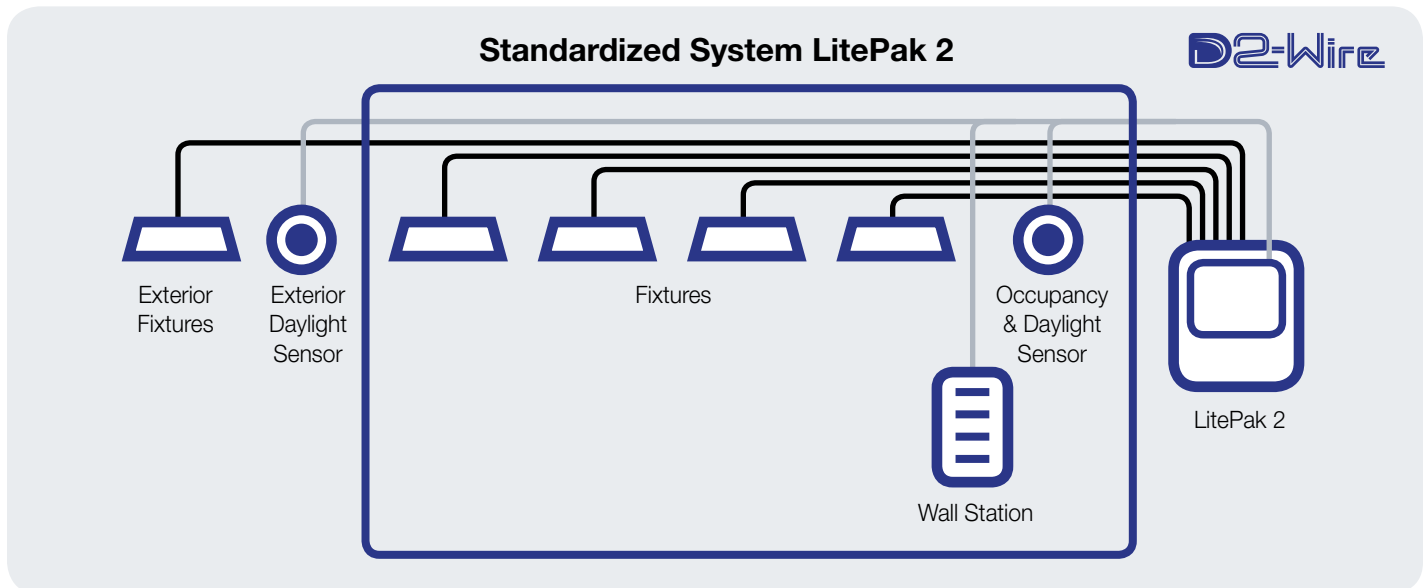 Standardized System LitePak 2
D2-Wire
Exterior
Fixtures
Exterior
Daylight
Sensor
Fixtures
Occupancy
& Daylight
Sensor
LitePak 2
Wall Station